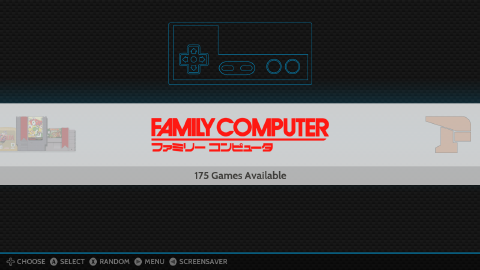 FAMILY COMPUTER
ファミリー コンピュータ
175 Games Available
CHOOSE A SELECT X RANDOM MENU SCREENSAVER